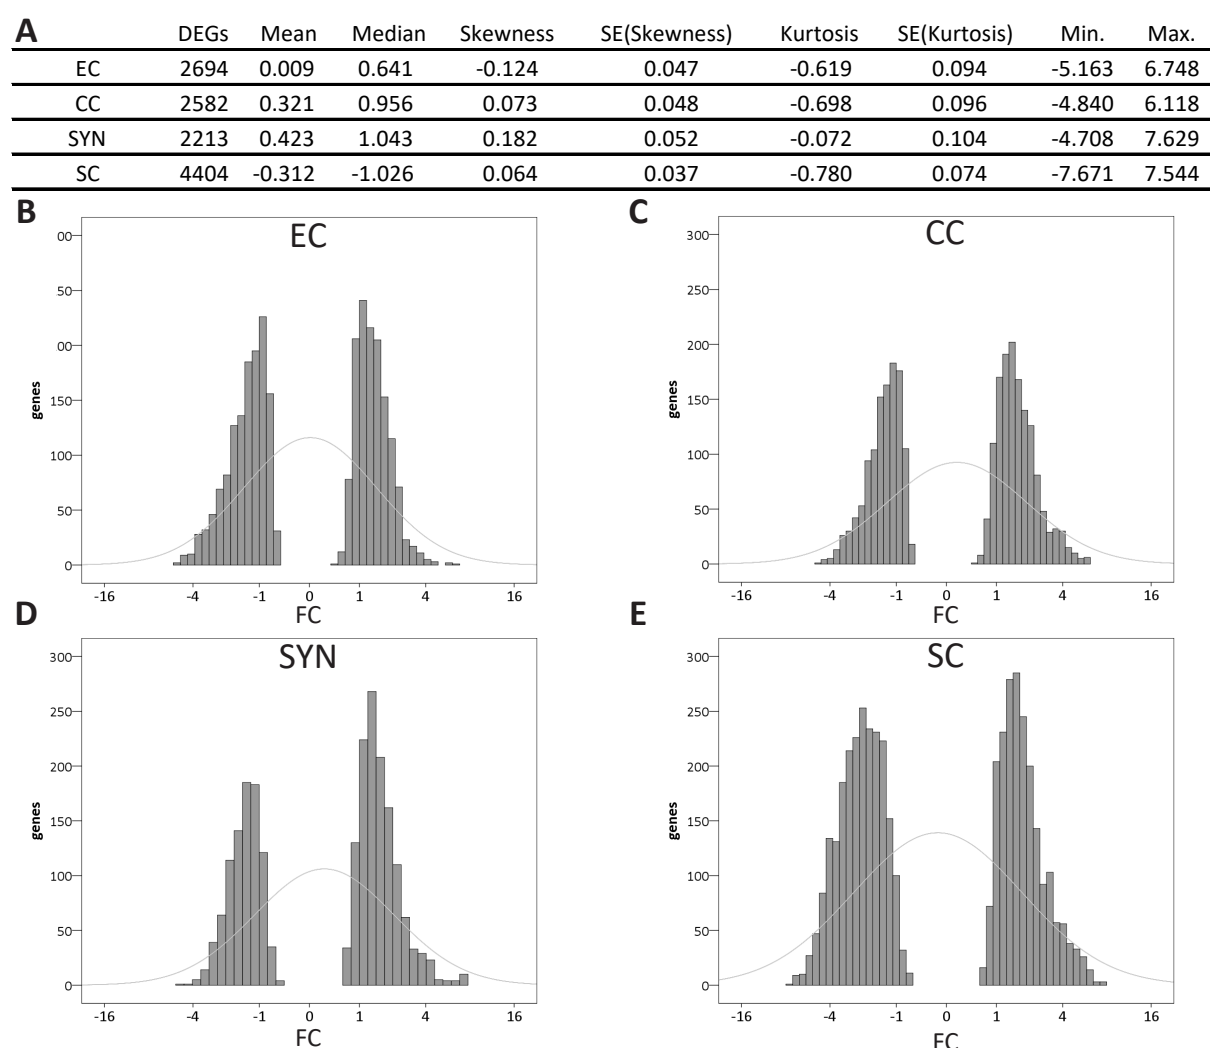 A DEGs Mean Median Skewness SE(Skewness) Kurtosis SE(Kurtosis) Min. Max.
EC 2694 0.009 0.641 -0.124 0.047 -0.619 0.094 -5.163 6.748
CC 2582 0.321 0.956 0.073 0.048 -0.698 0.096 -4.840 6.118
SYN 2213 0.423 1.043 0.182 0.052 -0.072 0.104 -4.708 7.629
SC 4404 -0.312 -1.026 0.064 0.037 -0.780 0.074 -7.671 7.544
B
EC
00
50
00
150
100
50
0
genes
-16 -4 -1 0 1 4 16
FC
C
CC
300
250
200
150
100
50
0
genes
-16 -4 -1 0 1 4 16
FC
D
SYN
300
250
200
150
100
50
0
genes
-16 -4 -1 0 1 4 16
FC
E
SC
300
250
200
150
100
50
0
genes
-16 -4 -1 0 1 4 16
FC